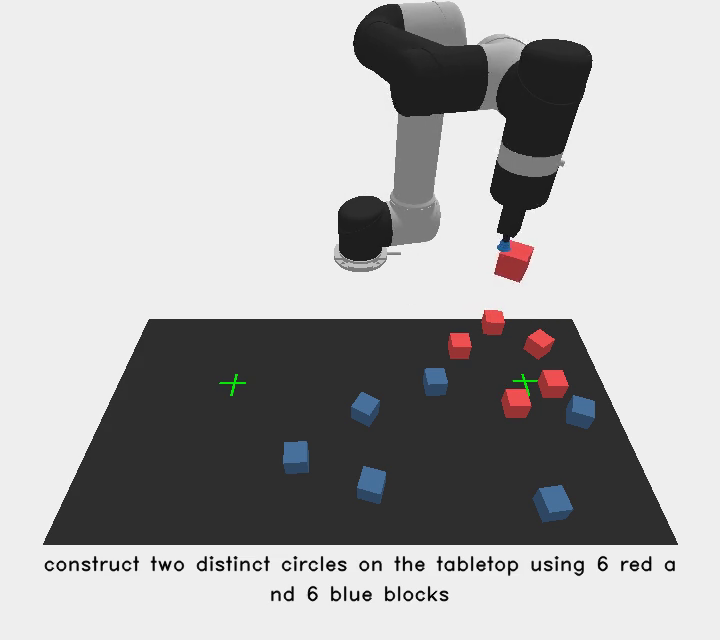 construct two distinct circles on the tabletop using 6 red a
nd 6 blue blocks